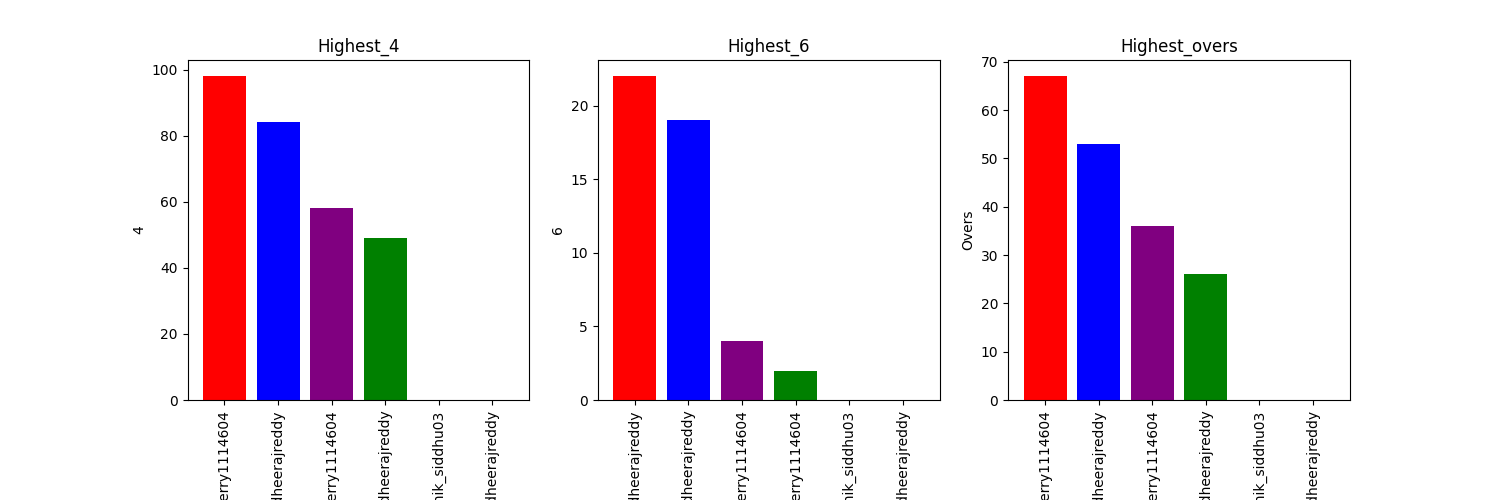 Highest_4
100
80
60
40
20
0
4
erry1114604
dheerajreddy
erry1114604
dheerajreddy
nik_siddhu03
dheerajreddy
Highest_6
20
15
10
5
0
6
dheerajreddy
dheerajreddy
erry1114604
erry1114604
nik_siddhu03
dheerajreddy
Highest_overs
70
60
50
40
30
20
10
0
Overs
erry1114604
dheerajreddy
erry1114604
dheerajreddy
nik_siddhu03
dheerajreddy